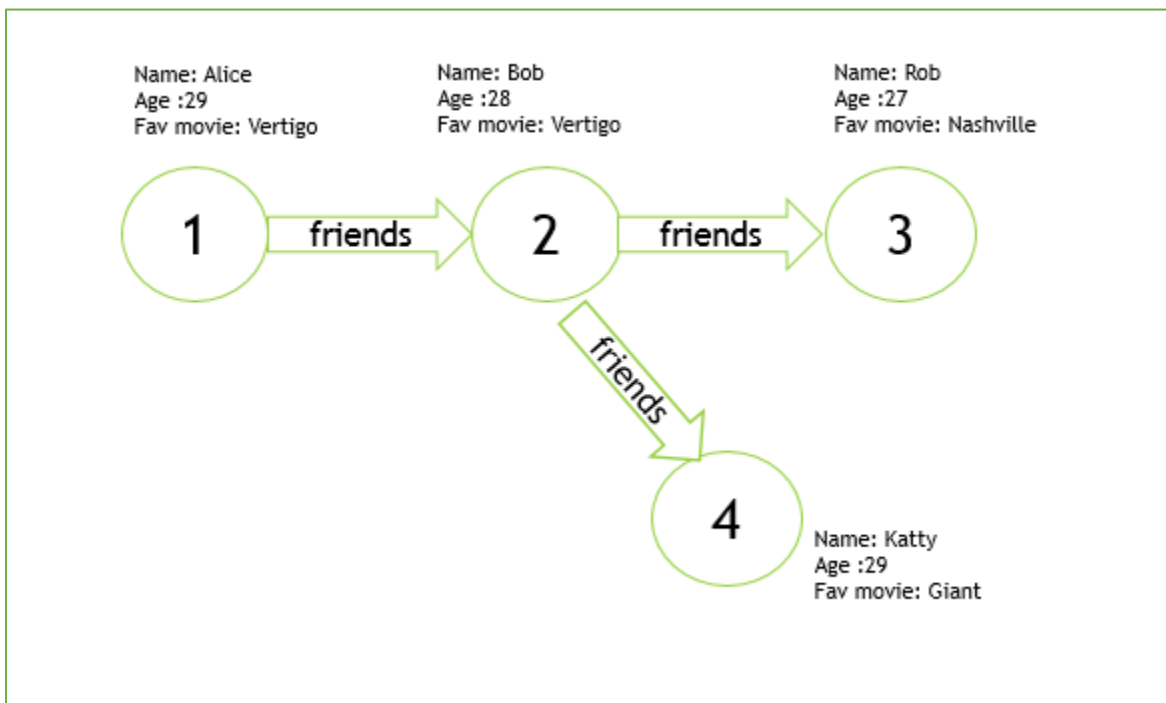 Name: Alice
Age :29
Fav movie: Vertigo
Name: Bob
Age :28
Fav movie: Vertigo
Name: Rob
Age :27
Fav movie: Nashville
1
friends
2
friends
3
friends
4
Name: Katty
Age :29
Fav movie: Giant